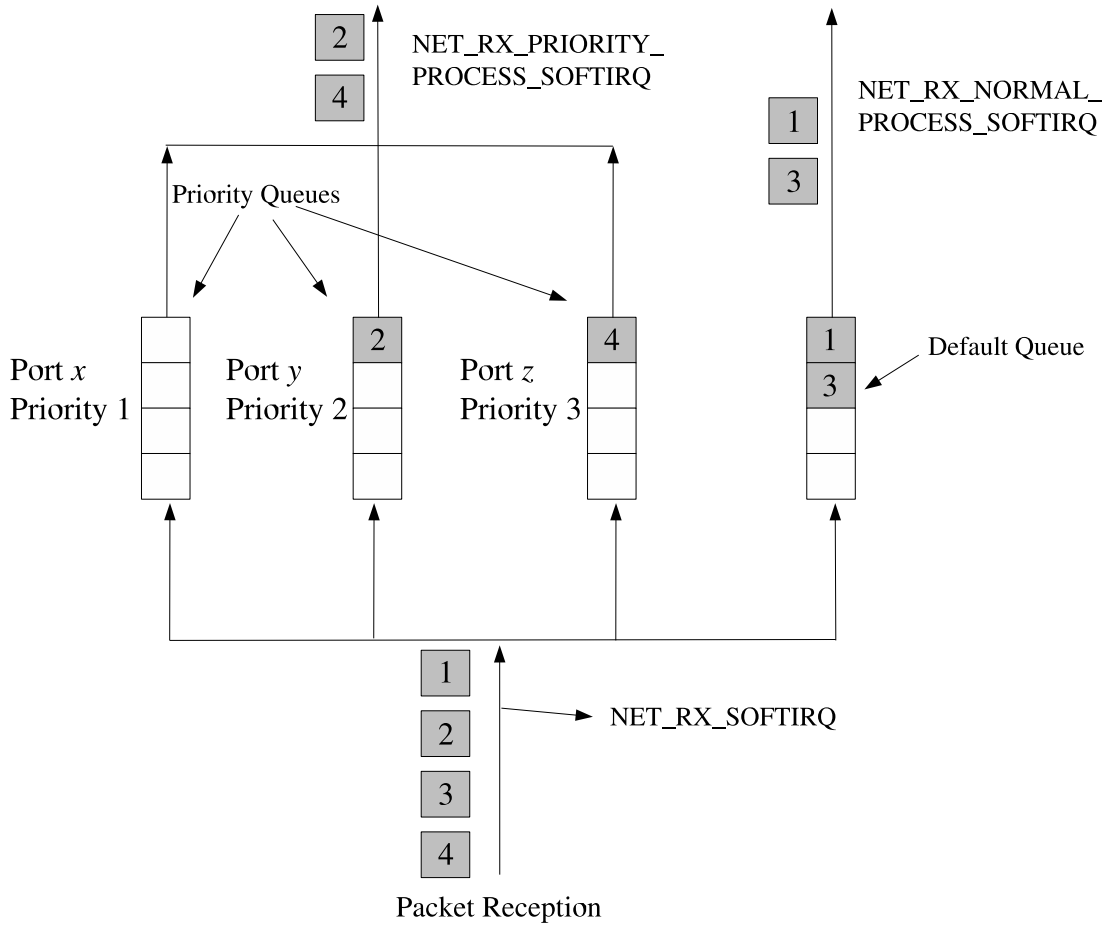 2
NET_RX_PRIORITY_
PROCESS_SOFTIRQ
4
NET_RX_NORMAL_
PROCESS_SOFTIRQ
1
3
Priority Queues
Port x
Priority 1
Port y
Priority 2
2
Port z
Priority 3
4
1
3
Default Queue
1
2
3
4
NET_RX_SOFTIRQ
Packet Reception